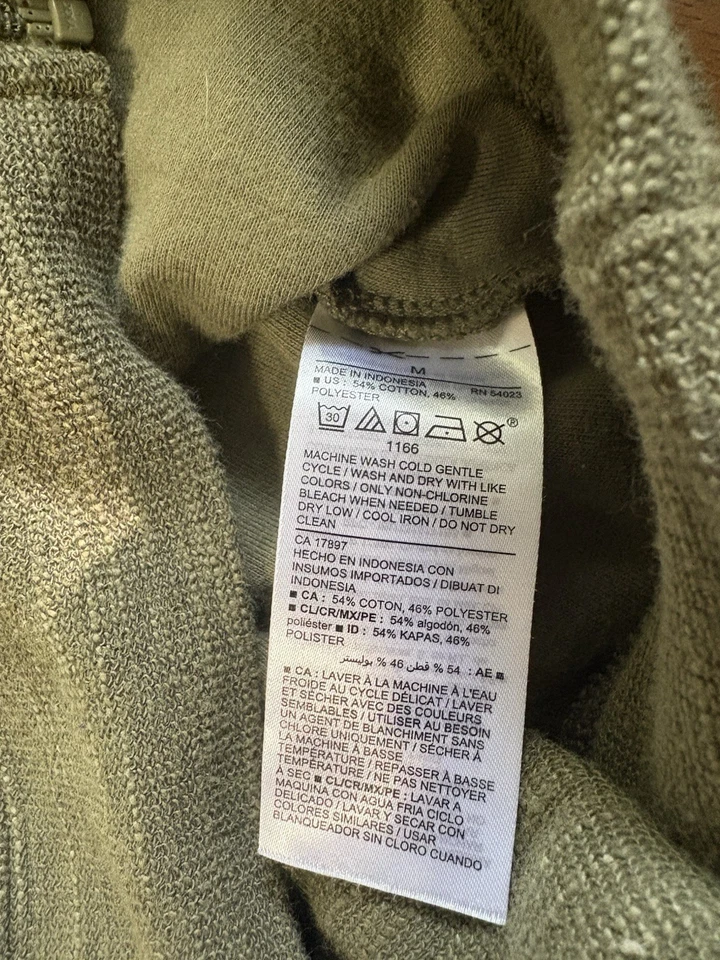 M
MADE IN INDONESIA RN 54023
■ US : 54% COTTON, 46%
POLYESTER
30 ®
1166
MACHINE WASH COLD GENTLE
CYCLE / WASH AND DRY WITH LIKE
COLORS / ONLY NON-CHLORINE
BLEACH WHEN NEEDED / TUMBLE
DRY LOW / COOL IRON / DO NOT DRY
CLEAN
CA 17897
HECHO EN INDONESIA CON
INSUMOS IMPORTADOS / DIBUAT DI
INDONESIA
■ CA : 54% COTON, 46% POLYESTER
■ CL/CR/MX/PE : 54% algodón, 46%
poliéster ■ ID : 54% KAPAS, 46%
POLISTER
■ AE : 54 % قطن 46 % بوليستر
■ CA : LAVER À LA MACHINE À L'EAU
FROIDE AU CYCLE DÉLICAT / LAVER
ET SÉCHER AVEC DES COULEURS
SEMBLABLES / UTILISER AU BESOIN
UN AGENT DE BLANCHIMENT SANS
CHLORE UNIQUEMENT / SÉCHER À
LA MACHINE À BASSE
TEMPÉRATURE / REPASSER À BASSE
TEMPÉRATURE / NE PAS NETTOYER
À SEC ■ CL/CR/MX/PE : LAVAR A
MAQUINA CON AGUA FRIA CICLO
DELICADO / LAVAR Y SECAR CON
COLORES SIMILARES / USAR
BLANQUEADOR SIN CLORO CUANDO